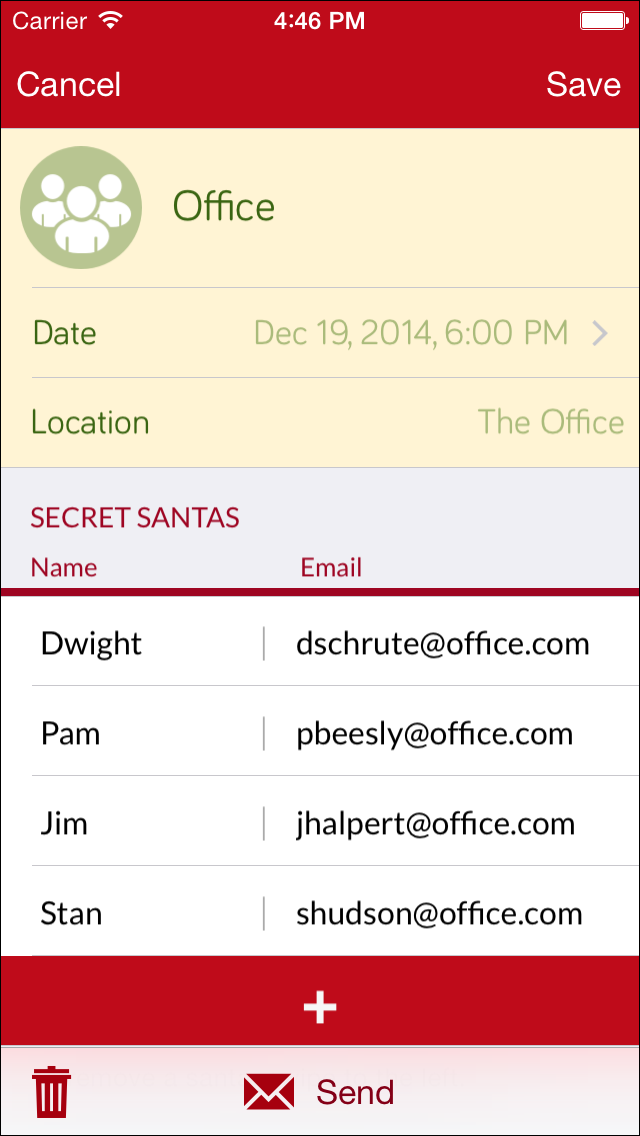 Carrier 4:46 PM
Cancel Save
Office
Date Dec 19, 2014, 6:00 PM
Location The Office
SECRET SANTAS
Name Email
Dwight dschrute@office.com
Pam pbeesly@office.com
Jim jhalpert@office.com
Stan shudson@office.com
+
Send